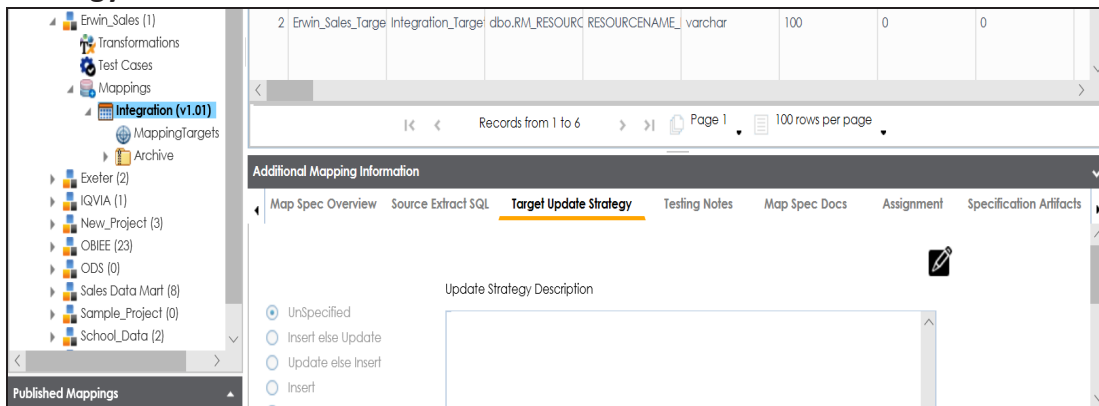 Erwin_Sales (1)
Transformations
Test Cases
Mappings
Integration (v1.01)
MappingTargets
Archive
Exeter (2)
IQVIA (1)
New_Project (3)
OBIEE (23)
ODS (0)
Sales Data Mart (8)
Sample_Project (0)
School_Data (2)
Published Mappings
2 Erwin_Sales_Targe Integration_Targe dbo.RM_RESOURC RESOURCENAME_ varchar 100 0 0
Records from 1 to 6 Page 1 100 rows per page
Additional Mapping Information
Map Spec Overview Source Extract SQL Target Update Strategy Testing Notes Map Spec Docs Assignment Specification Artifacts
Update Strategy Description
UnSpecified
Insert else Update
Update else Insert
Insert